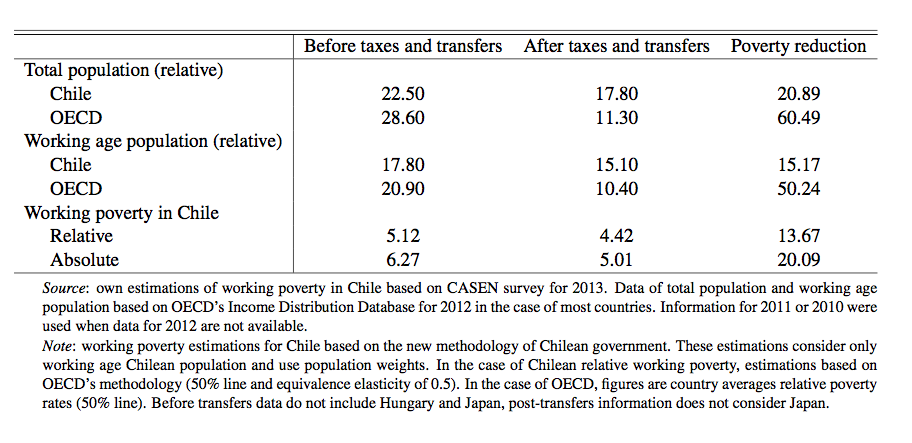 Before taxes and transfers After taxes and transfers Poverty reduction
Total population (relative)
Chile 22.50 17.80 20.89
OECD 28.60 11.30 60.49
Working age population (relative)
Chile 17.80 15.10 15.17
OECD 20.90 10.40 50.24
Working poverty in Chile
Relative 5.12 4.42 13.67
Absolute 6.27 5.01 20.09
Source: own estimations of working poverty in Chile based on CASEN survey for 2013. Data of total population and working age
population based on OECD's Income Distribution Database for 2012 in the case of most countries. Information for 2011 or 2010 were
used when data for 2012 are not available.
Note: working poverty estimations for Chile based on the new methodology of Chilean government. These estimations consider only
working age Chilean population and use population weights. In the case of Chilean relative working poverty, estimations based on
OECD's methodology (50% line and equivalence elasticity of 0.5). In the case of OECD, figures are country averages relative poverty
rates (50% line). Before transfers data do not include Hungary and Japan, post-transfers information does not consider Japan.